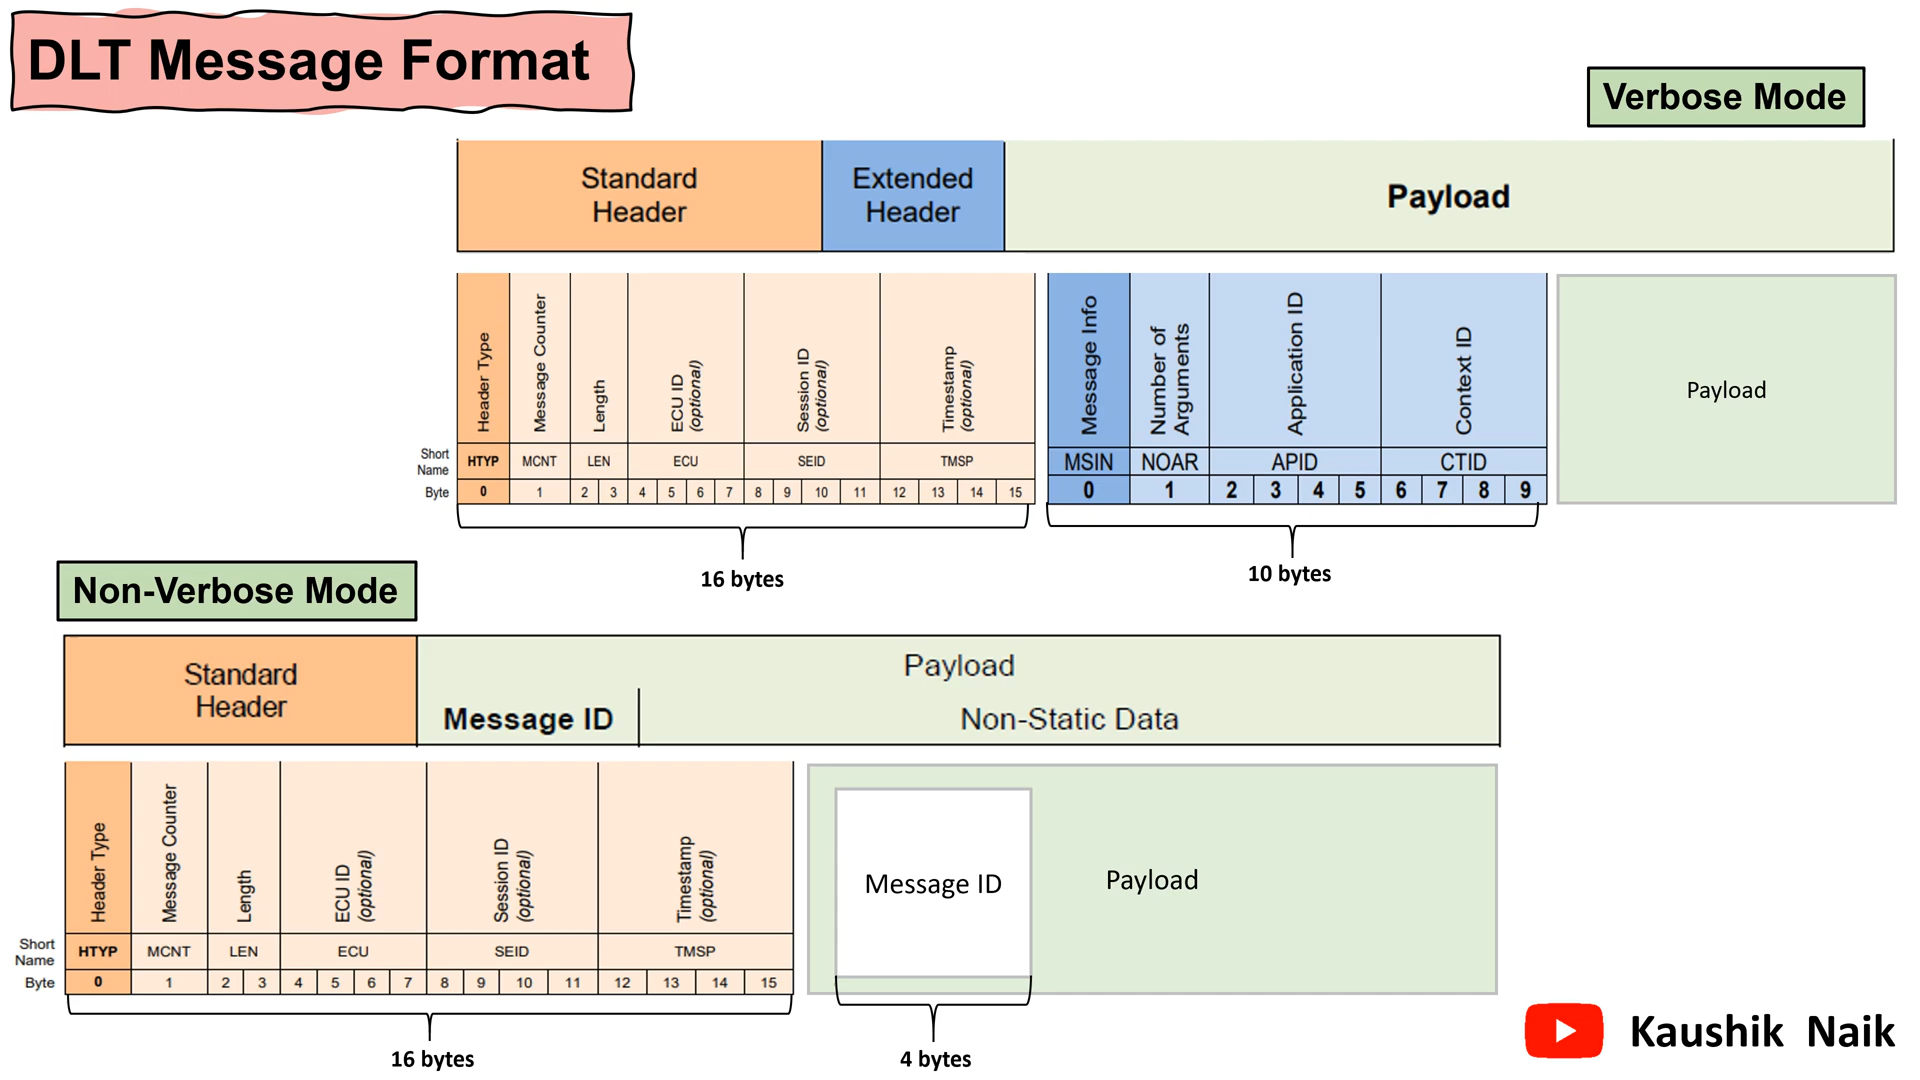 DLT Message Format
Verbose Mode
Standard
Header
Extended
Header
Payload
Header Type
Message Counter
Length
ECU ID
(optional)
Session ID
(optional)
Timestamp
(optional)
Short
Name
HTYP MCNT LEN ECU SEID TMSP
Byte
0 1 2 3 4 5 6 7 8 9 10 11 12 13 14 15
Message Info
Number of
Arguments
Application ID
Context ID
MSIN NOAR APID CTID
0 1 2 3 4 5 6 7 8 9
Payload
16 bytes
10 bytes
Non-Verbose Mode
Standard
Header
Payload
Message ID
Non-Static Data
Header Type
Message Counter
Length
ECU ID
(optional)
Session ID
(optional)
Timestamp
(optional)
Short
Name
HTYP MCNT LEN ECU SEID TMSP
Byte
0 1 2 3 4 5 6 7 8 9 10 11 12 13 14 15
Message ID
Payload
16 bytes
4 bytes
Kaushik Naik